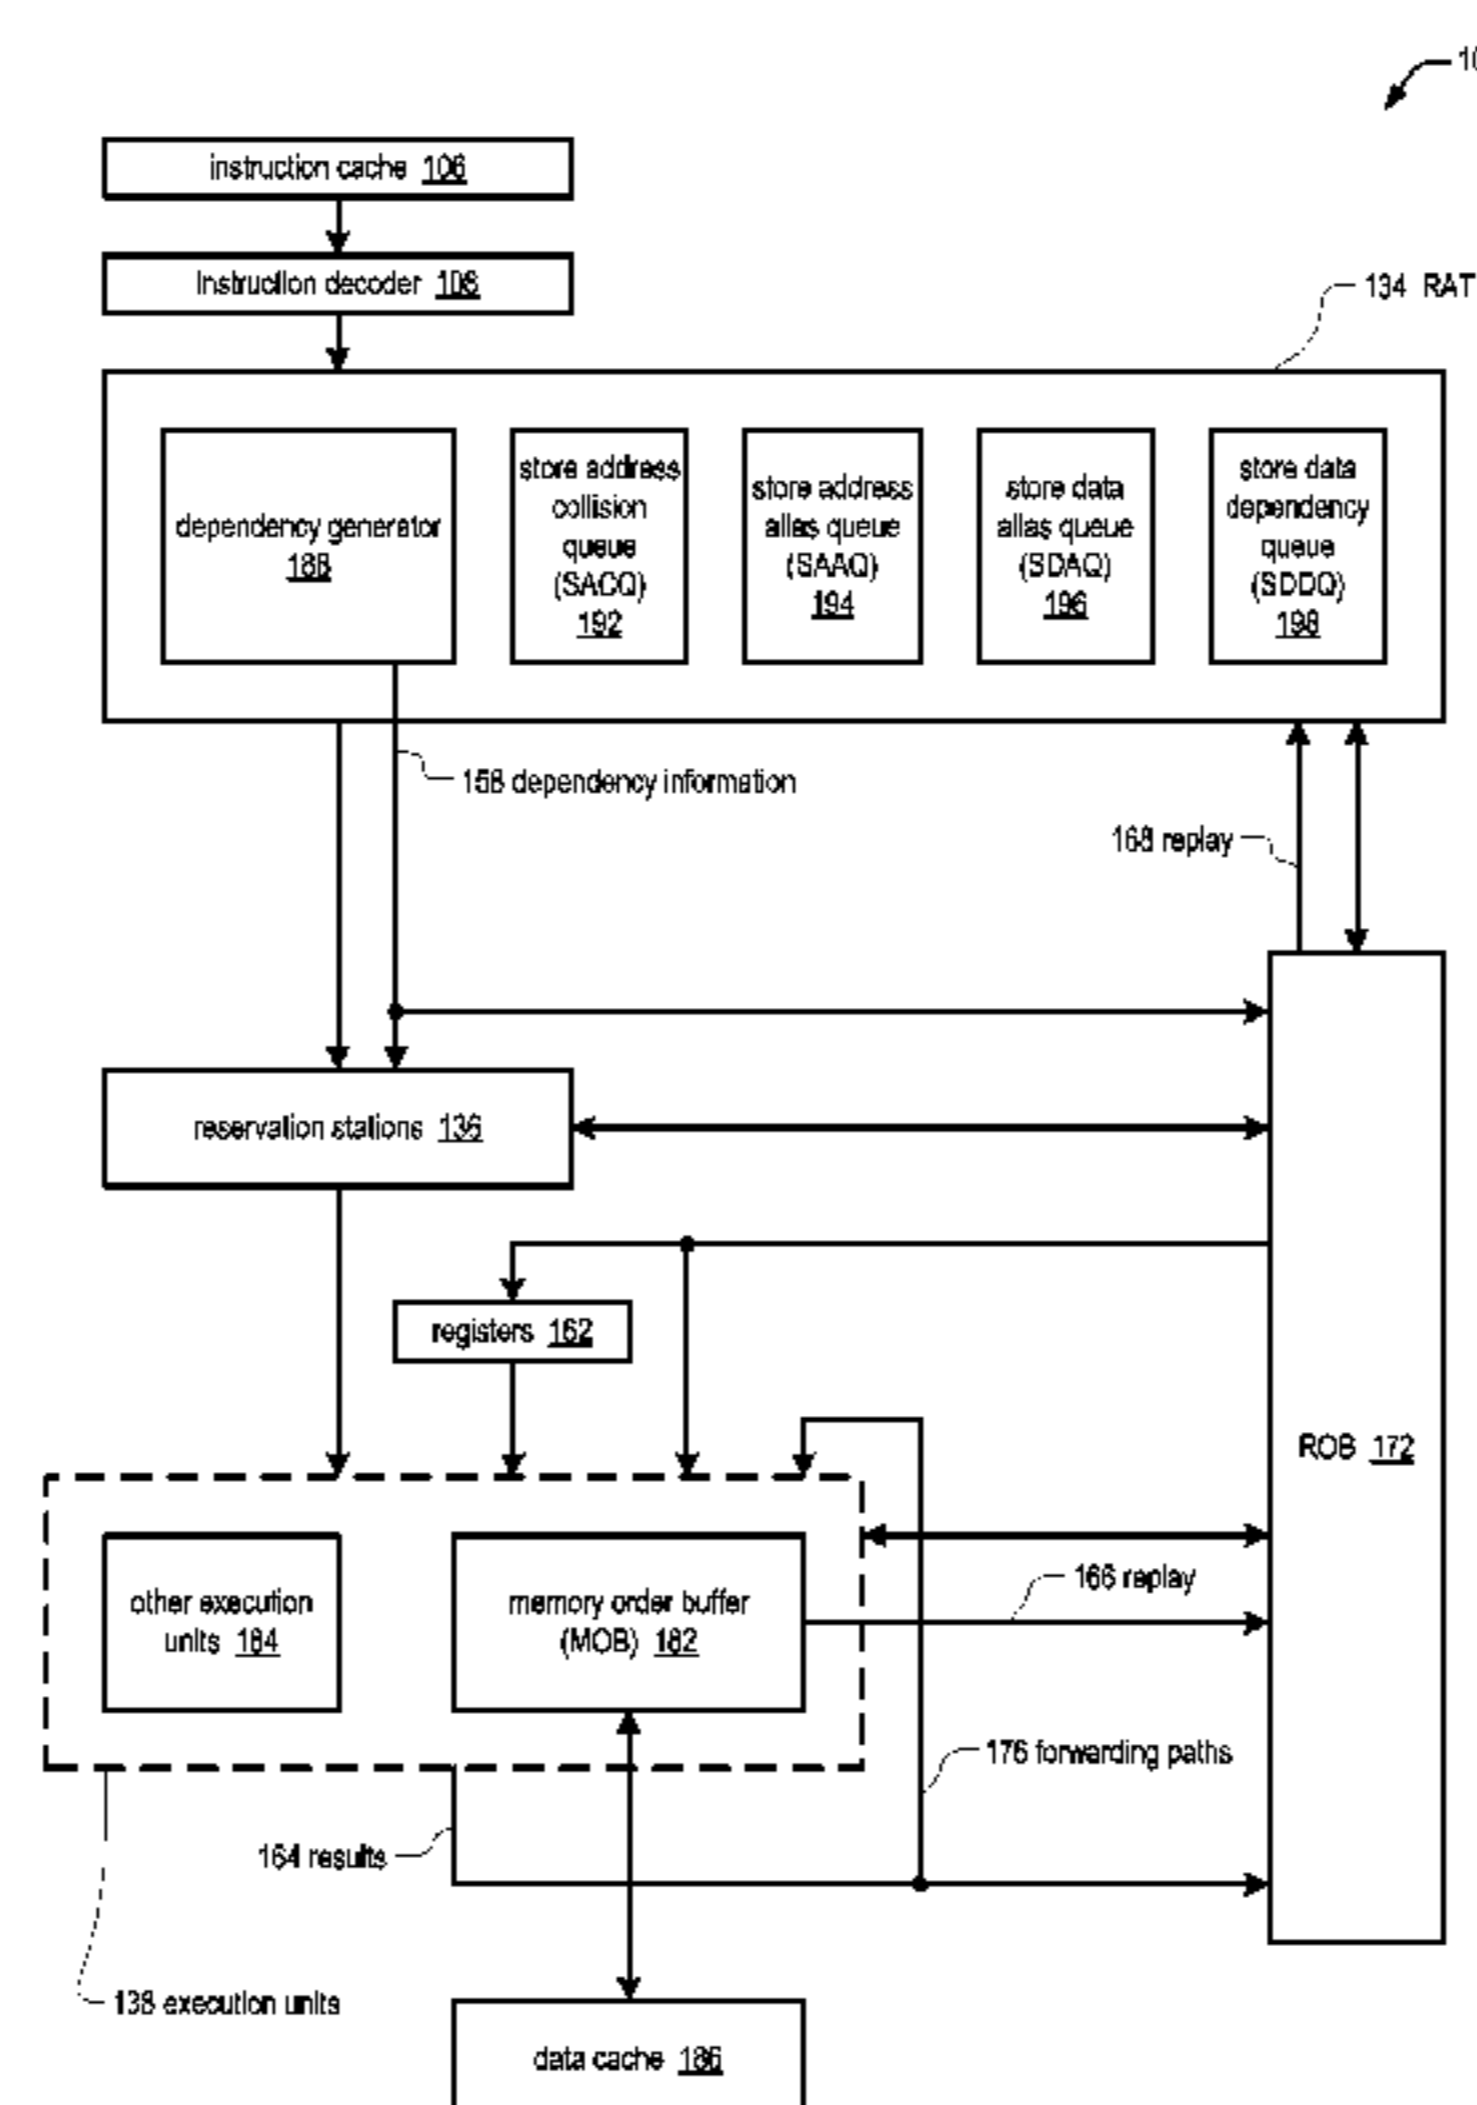 10
instruction cache 106
instruction decoder 108
134 RAT
dependency generator
188
store address
collision
queue
(SACQ)
192
store address
alias queue
(SAAQ)
194
store data
alias queue
(SDAQ)
196
store data
dependency
queue
(SDDQ)
198
158 dependency information
168 replay
reservation stations 136
registers 162
ROB 172
other execution
units 184
memory order buffer
(MOB) 182
166 replay
176 forwarding paths
164 results
138 execution units
data cache 186